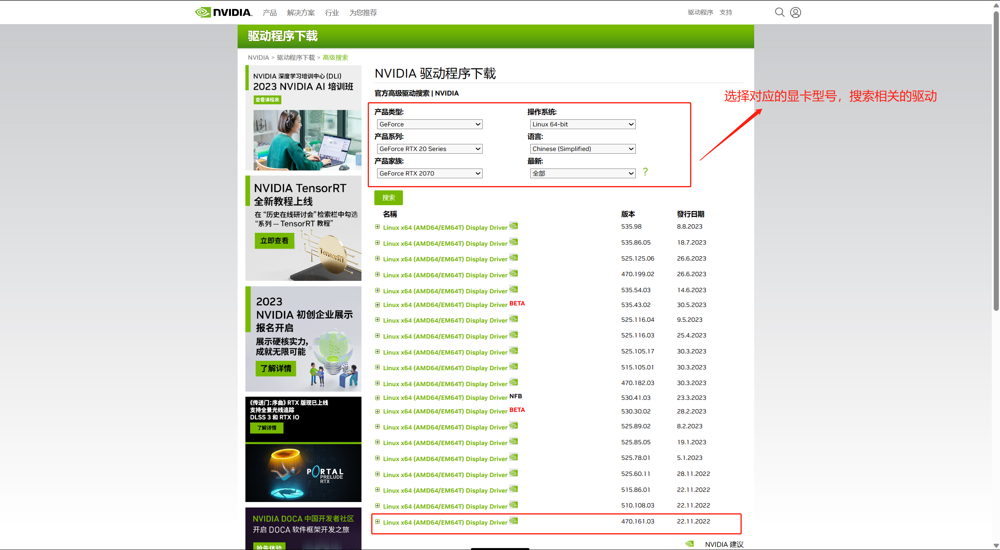 NVIDIA.
产品 解决方案 行业 为您推荐
驱动程序 支持
驱动程序下载
NVIDIA > 驱动程序下载 > 高级搜索
NVIDIA 深度学习培训中心 (DLI)
2023 NVIDIA AI 培训班
查看课程表
NVIDIA TensorRT
全新教程上线
在 “历史在线研讨会” 检索栏中勾选
“系列 — TensorRT 教程”
立即查看
TensorRT
2023
NVIDIA 初创企业展示
报名开启
展示硬核实力，
成就无限可能
了解详情
《传送门：序曲》 RTX 版现已上线
支持全景光线追踪
DLSS 3 和 RTX IO
了解详情
PORTAL
PRELUDE
RTX
NVIDIA DOCA 中国开发者社区
开启 DOCA 软件框架开发之旅
抢先体验
NVIDIA 驱动程序下载
官方高级驱动搜索 | NVIDIA
选择对应的显卡型号，搜索相关的驱动
产品类型: 操作系统:
GeForce Linux 64-bit
产品系列: 语言:
GeForce RTX 20 Series Chinese (Simplified)
产品家族: 最新:
GeForce RTX 2070 全部 ?
搜索
名稱 版本 發行日期
Linux x64 (AMD64/EM64T) Display Driver 535.98 8.8.2023
Linux x64 (AMD64/EM64T) Display Driver 535.86.05 18.7.2023
Linux x64 (AMD64/EM64T) Display Driver 525.125.06 26.6.2023
Linux x64 (AMD64/EM64T) Display Driver 470.199.02 26.6.2023
Linux x64 (AMD64/EM64T) Display Driver 535.54.03 14.6.2023
Linux x64 (AMD64/EM64T) Display Driver BETA 535.43.02 30.5.2023
Linux x64 (AMD64/EM64T) Display Driver 525.116.04 9.5.2023
Linux x64 (AMD64/EM64T) Display Driver 525.116.03 25.4.2023
Linux x64 (AMD64/EM64T) Display Driver 525.105.17 30.3.2023
Linux x64 (AMD64/EM64T) Display Driver 515.105.01 30.3.2023
Linux x64 (AMD64/EM64T) Display Driver 470.182.03 30.3.2023
Linux x64 (AMD64/EM64T) Display Driver NFB 530.41.03 23.3.2023
Linux x64 (AMD64/EM64T) Display Driver BETA 530.30.02 28.2.2023
Linux x64 (AMD64/EM64T) Display Driver 525.89.02 8.2.2023
Linux x64 (AMD64/EM64T) Display Driver 525.85.05 19.1.2023
Linux x64 (AMD64/EM64T) Display Driver 525.78.01 5.1.2023
Linux x64 (AMD64/EM64T) Display Driver 525.60.11 28.11.2022
Linux x64 (AMD64/EM64T) Display Driver 515.86.01 22.11.2022
Linux x64 (AMD64/EM64T) Display Driver 510.108.03 22.11.2022
Linux x64 (AMD64/EM64T) Display Driver 470.161.03 22.11.2022
NVIDIA 建议